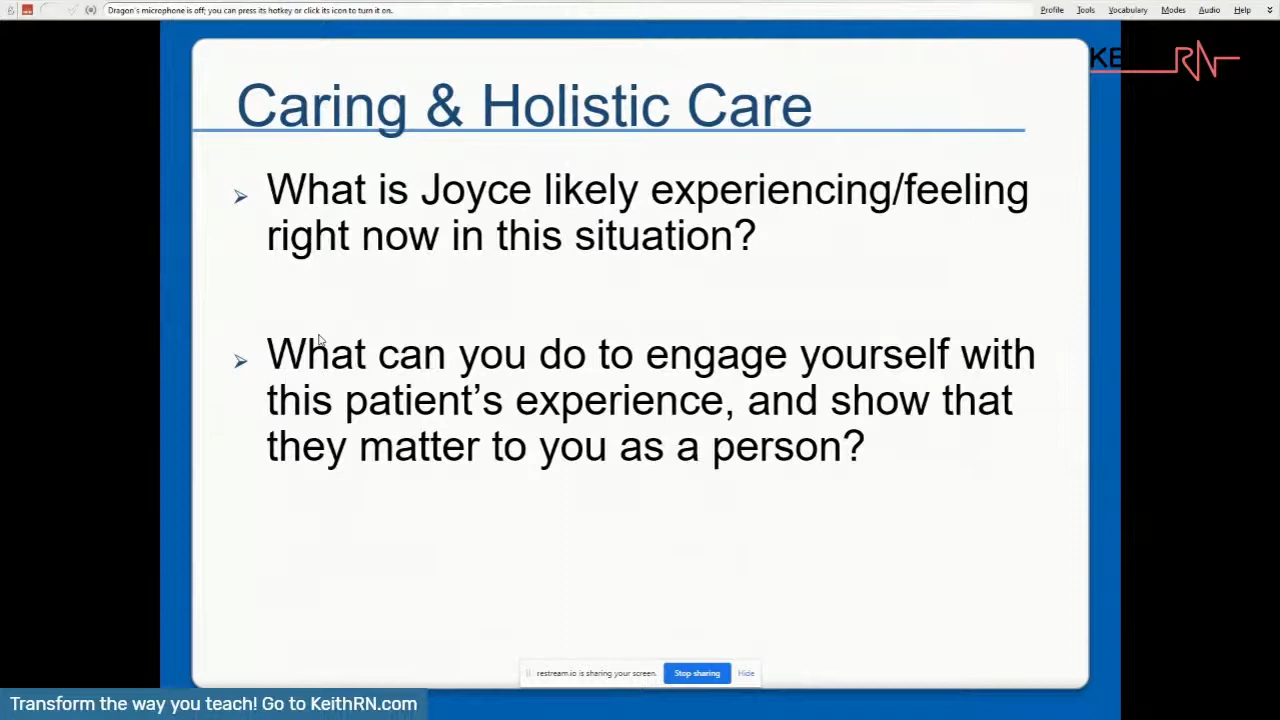 Dragon's microphone is off; you can press its hotkey or click its icon to turn it on.
Profile Tools Vocabulary Modes Audio Help
KE RN
Caring & Holistic Care
What is Joyce likely experiencing/feeling
right now in this situation?
What can you do to engage yourself with
this patient's experience, and show that
they matter to you as a person?
restream.io is sharing your screen. Stop sharing Hide
Transform the way you teach! Go to KeithRN.com